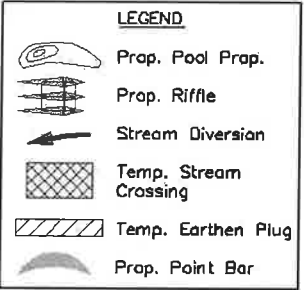 LEGEND
Prop. Pool Prop.
Prop. Riffle
Stream Diversion
Temp. Stream
Crossing
Temp. Earthen Plug
Prop. Point Bar